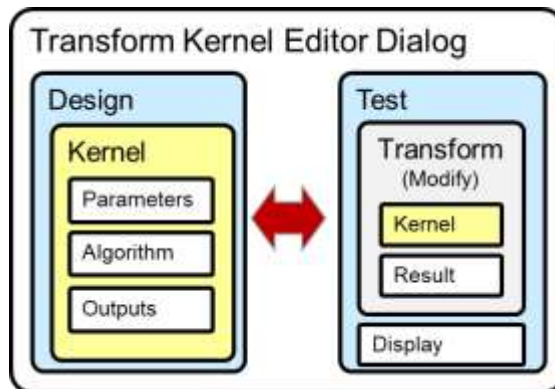 Transform Kernel Editor Dialog
Design
Kernel
Parameters
Algorithm
Outputs
Test
Transform
(Modify)
Kernel
Result
Display